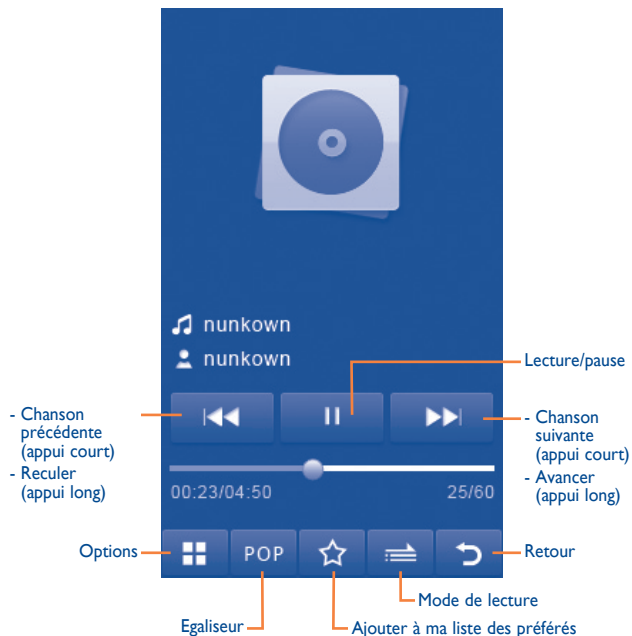 nunkown
nunkown
Lecture/pause
- Chanson
précédente
(appui court)
- Reculer
(appui long)
- Chanson
suivante
(appui court)
- Avancer
(appui long)
00:23/04:50
25/60
Options
POP
Retour
Mode de lecture
Egaliseur
Ajouter à ma liste des préférés